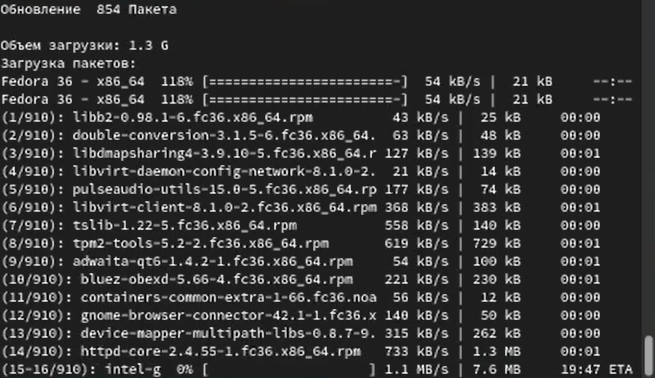 Обновление  854 Пакета
Объем загрузки: 1.3 G
Загрузка пакетов:
Fedora 36 - x86_64  118% [=======================-]  54 kB/s |  21 kB     --:--
Fedora 36 - x86_64  118% [=======================-]  54 kB/s |  21 kB     --:--
(1/910): libb2-0.98.1-6.fc36.x86_64.rpm          43 kB/s |  25 kB     00:00
(2/910): double-conversion-3.1.5-6.fc36.x86_64.  63 kB/s |  48 kB     00:00
(3/910): libdmapsharing4-3.9.10-5.fc36.x86_64.r 127 kB/s | 139 kB     00:01
(4/910): libvirt-daemon-config-network-8.1.0-2.  21 kB/s |  14 kB     00:00
(5/910): pulseaudio-utils-15.0-5.fc36.x86_64.rp 177 kB/s |  74 kB     00:00
(6/910): libvirt-client-8.1.0-2.fc36.x86_64.rpm 368 kB/s | 383 kB     00:01
(7/910): tslib-1.22-5.fc36.x86_64.rpm           558 kB/s | 140 kB     00:00
(8/910): tpm2-tools-5.2-2.fc36.x86_64.rpm       619 kB/s | 729 kB     00:01
(9/910): adwaita-qt6-1.4.2-1.fc36.x86_64.rpm     54 kB/s | 100 kB     00:01
(10/910): bluez-obexd-5.66-4.fc36.x86_64.rpm    221 kB/s | 230 kB     00:01
(11/910): containers-common-extra-1-66.fc36.noa  56 kB/s |  12 kB     00:00
(12/910): gnome-browser-connector-42.1-1.fc36.x 140 kB/s |  50 kB     00:00
(13/910): device-mapper-multipath-libs-0.8.7-9. 315 kB/s | 262 kB     00:00
(14/910): httpd-core-2.4.55-1.fc36.x86_64.rpm   733 kB/s | 1.3 MB     00:01
(15-16/910): intel-g  0% [                    ] 1.1 MB/s | 7.6 MB     19:47 ETA